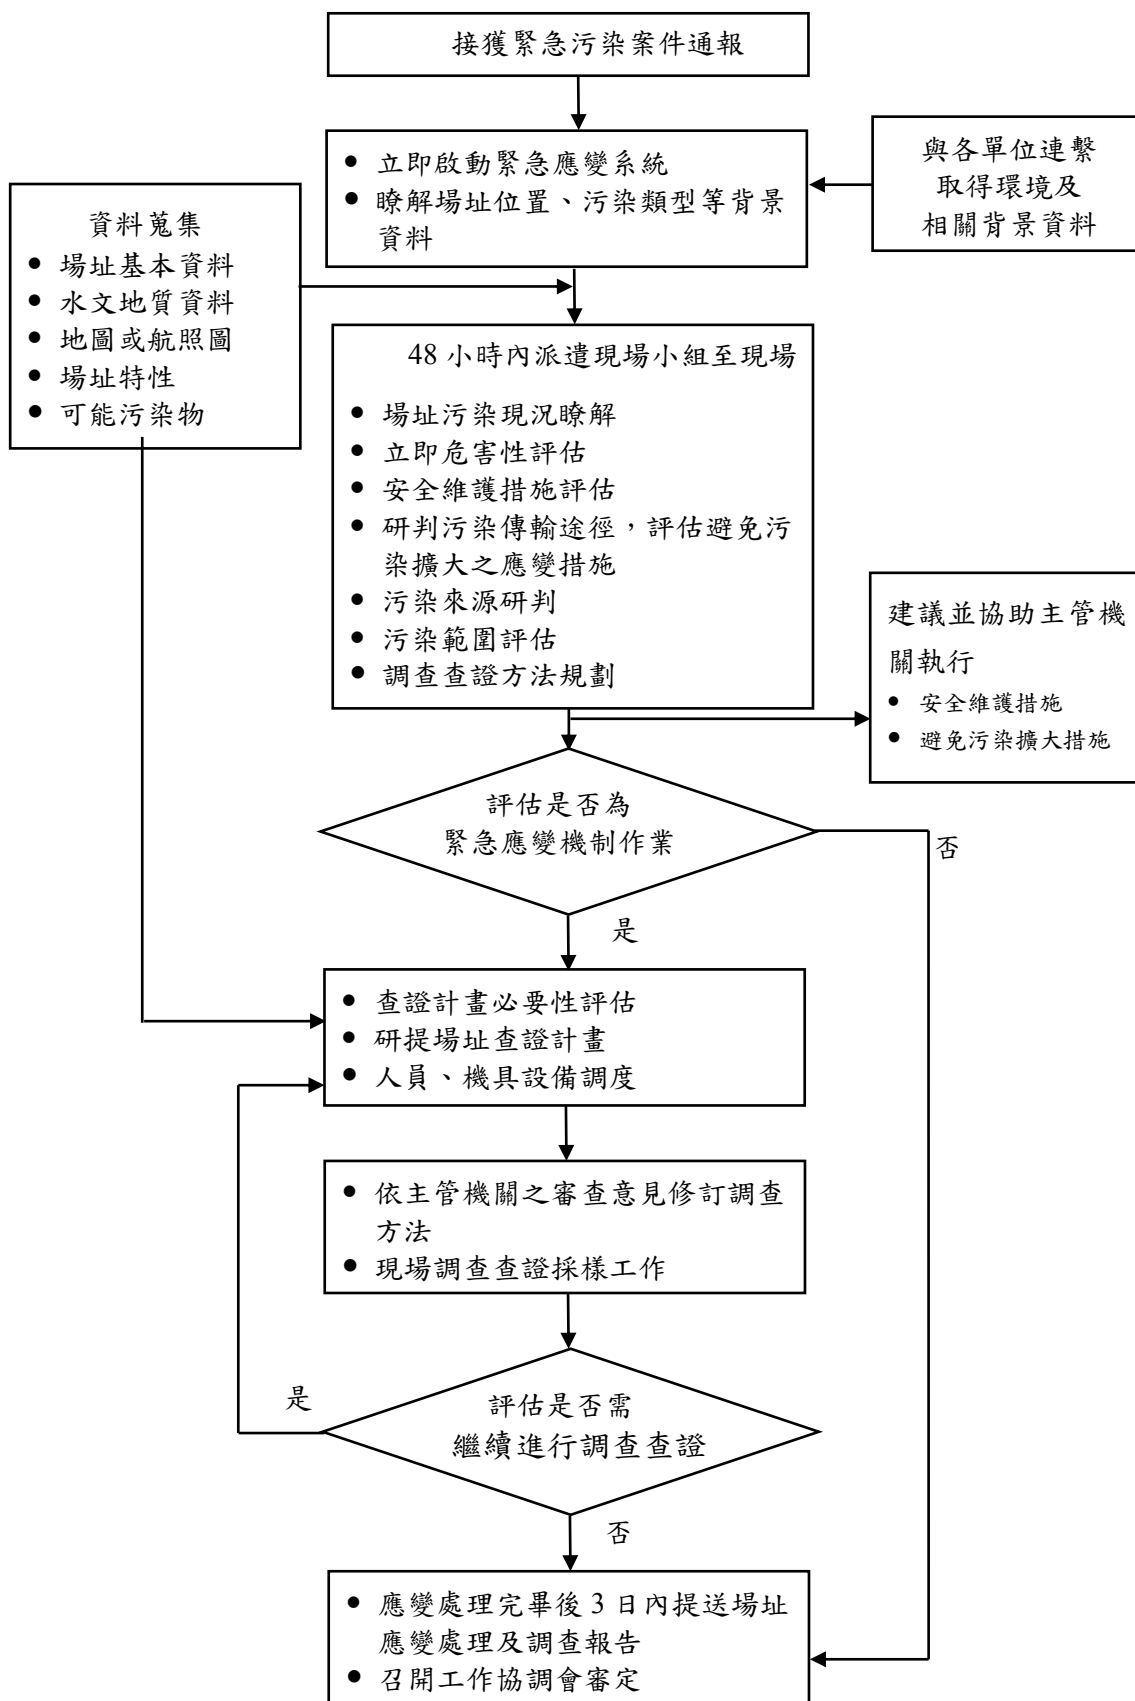 接獲緊急污染案件通報
● 立即啟動緊急應變系統
● 瞭解場址位置、污染類型等背景
資料
與各單位連繫
取得環境及
相關背景資料
資料蒐集
● 場址基本資料
● 水文地質資料
● 地圖或航照圖
● 場址特性
● 可能污染物
48 小時內派遣現場小組至現場
● 場址污染現況瞭解
● 立即危害性評估
● 安全維護措施評估
● 研判污染傳輸途徑，評估避免污
染擴大之應變措施
● 污染來源研判
● 污染範圍評估
● 調查查證方法規劃
建議並協助主管機
關執行
● 安全維護措施
● 避免污染擴大措施
評估是否為
緊急應變機制作業
否
是
● 查證計畫必要性評估
● 研提場址查證計畫
● 人員、機具設備調度
● 依主管機關之審查意見修訂調查
方法
● 現場調查查證採樣工作
是
評估是否需
繼續進行調查查證
否
● 應變處理完畢後 3 日內提送場址
應變處理及調查報告
● 召開工作協調會審定